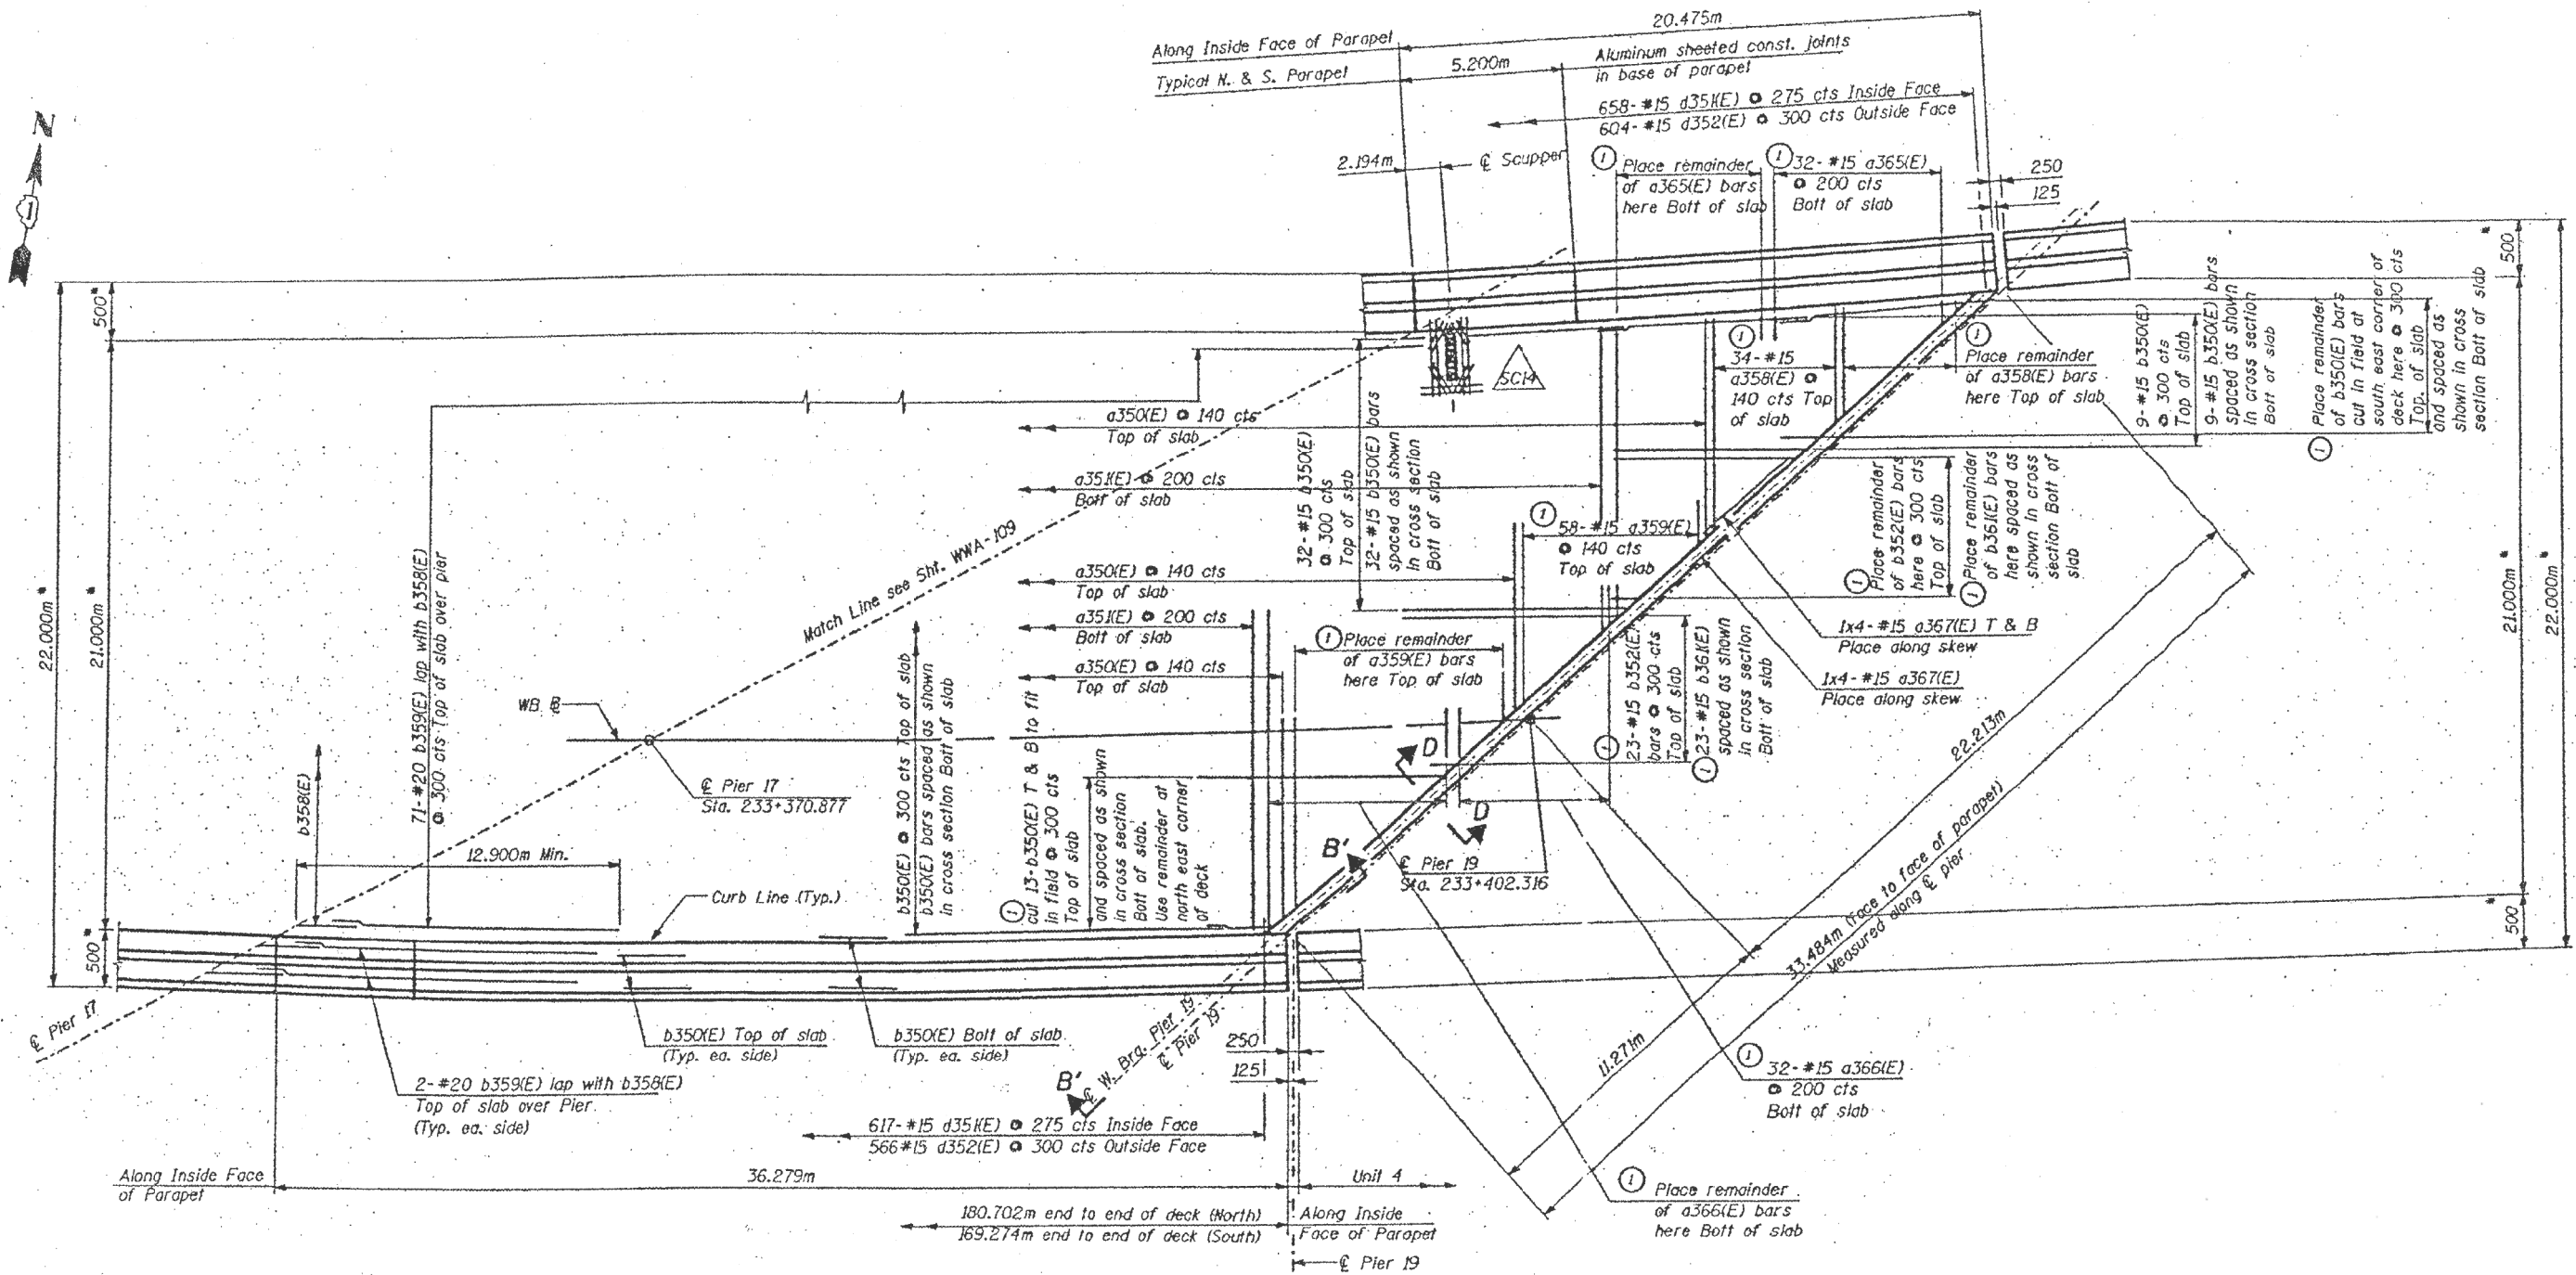 20.475m
Along Inside Face of Parapet
Typical N. & S. Parapet
5.200m
Aluminum sheeted const. joints
in base of parapet
658-#15 d351(E) @ 275 cts Inside Face
604-#15 d352(E) @ 300 cts Outside Face
N
1
2.194m
℄ Scupper
1 Place remainder
of a365(E) bars
here Bott of slab
1 32-#15 a365(E)
@ 200 cts
Bott of slab
250
125
500*
21.000m*
22.000m*
500*
SC14
1
34-#15
a358(E) @
140 cts Top
of slab
1
Place remainder
of a358(E) bars
here Top of slab
9-#15 b350(E)
@ 300 cts
Top of slab
9-#15 b350(E) bars
spaced as shown
in cross section
Bott of slab
1 Place remainder
of b350(E) bars
cut in field at
south east corner of
deck here @ 300 cts
Top of slab
and spaced as
shown in cross
section Bott of slab
500*
21.000m*
22.000m*
500*
a350(E) @ 140 cts
Top of slab
a351(E) @ 200 cts
Bott of slab
32-#15 b350(E)
@ 300 cts
Top of slab
32-#15 b350(E) bars
spaced as shown
in cross section
Bott of slab
1 58-#15 a359(E)
@ 140 cts
Top of slab
1 Place remainder
of b352(E) bars
here @ 300 cts
Top of slab
1 Place remainder
of b361(E) bars
here spaced as
shown in cross
section Bott of
slab
Match Line see Sht. WWA-109
a350(E) @ 140 cts
Top of slab
a351(E) @ 200 cts
Bott of slab
a350(E) @ 140 cts
Top of slab
1 Place remainder
of a359(E) bars
here Top of slab
1 23-#15 b352(E)
bars @ 300 cts
Top of slab
1 23-#15 b361(E)
spaced as shown
in cross section
Bott of slab
1x4-#15 a367(E) T & B
Place along skew
1x4-#15 a367(E)
Place along skew
71-#20 b359(E) lap with b358(E)
@ 300 cts Top of slab over pier
b358(E)
WB ℄
℄ Pier 17
Sta. 233+370.877
b350(E) @ 300 cts Top of slab
b350(E) bars spaced as shown
in cross section Bott of slab
1 cut 13-b350(E) T & B to fit
in field @ 300 cts
Top of slab
and spaced as shown
in cross section
Bott of slab.
Use remainder at
north east corner
of deck
D
D
B'
℄ Pier 19
Sta. 233+402.316
22.213m
33.484m (Face to face of parapet)
Measured along ℄ pier
11.271m
12.900m Min.
Curb Line (Typ.)
℄ Pier 17
b350(E) Top of slab
(Typ. ea. side)
b350(E) Bott of slab
(Typ. ea. side)
2-#20 b359(E) lap with b358(E)
Top of slab over Pier
(Typ. ea. side)
℄ W. Brg. Pier 19
℄ Pier 19
B'
250
125
617-#15 d351(E) @ 275 cts Inside Face
566#15 d352(E) @ 300 cts Outside Face
1 32-#15 a366(E)
@ 200 cts
Bott of slab
Along Inside Face
of Parapet
36.279m
Unit 4
1 Place remainder
of a366(E) bars
here Bott of slab
180.702m end to end of deck (North)
169.274m end to end of deck (South)
Along Inside
Face of Parapet
℄ Pier 19